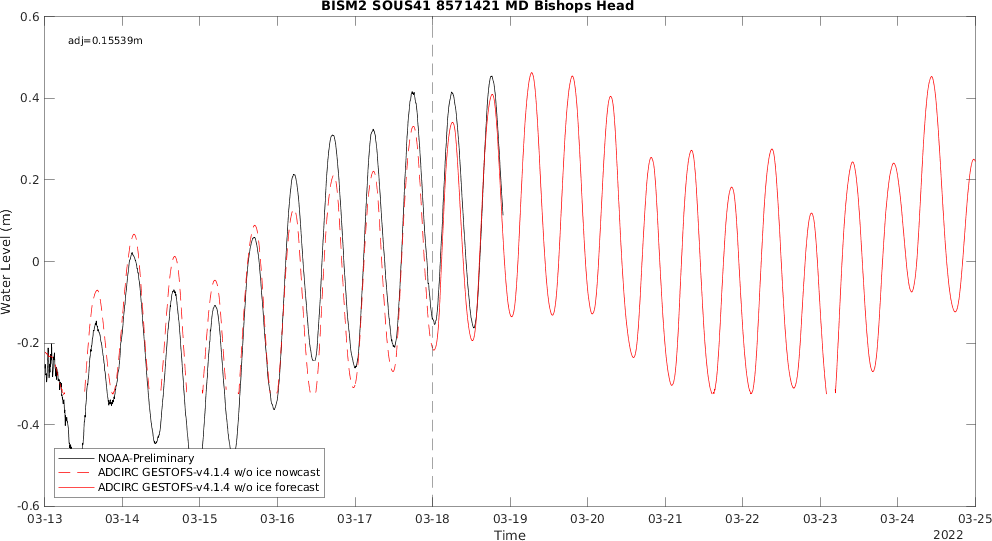 BISM2 SOUS41 8571421 MD Bishops Head
adj=0.15539m
0.6
0.4
0.2
0
-0.2
-0.4
-0.6
Water Level (m)
NOAA-Preliminary
ADCIRC GESTOFS-v4.1.4 w/o ice nowcast
ADCIRC GESTOFS-v4.1.4 w/o ice forecast
03-13 03-14 03-15 03-16 03-17 03-18 03-19 03-20 03-21 03-22 03-23 03-24 03-25
Time
2022